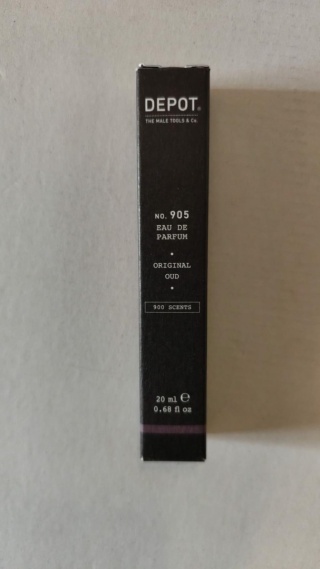 DEPOT®
THE MALE TOOLS & Co.
NO. 905
EAU DE
PARFUM
•
ORIGINAL
OUD
•
900 SCENTS
20 ml ℮
0.68 fl oz